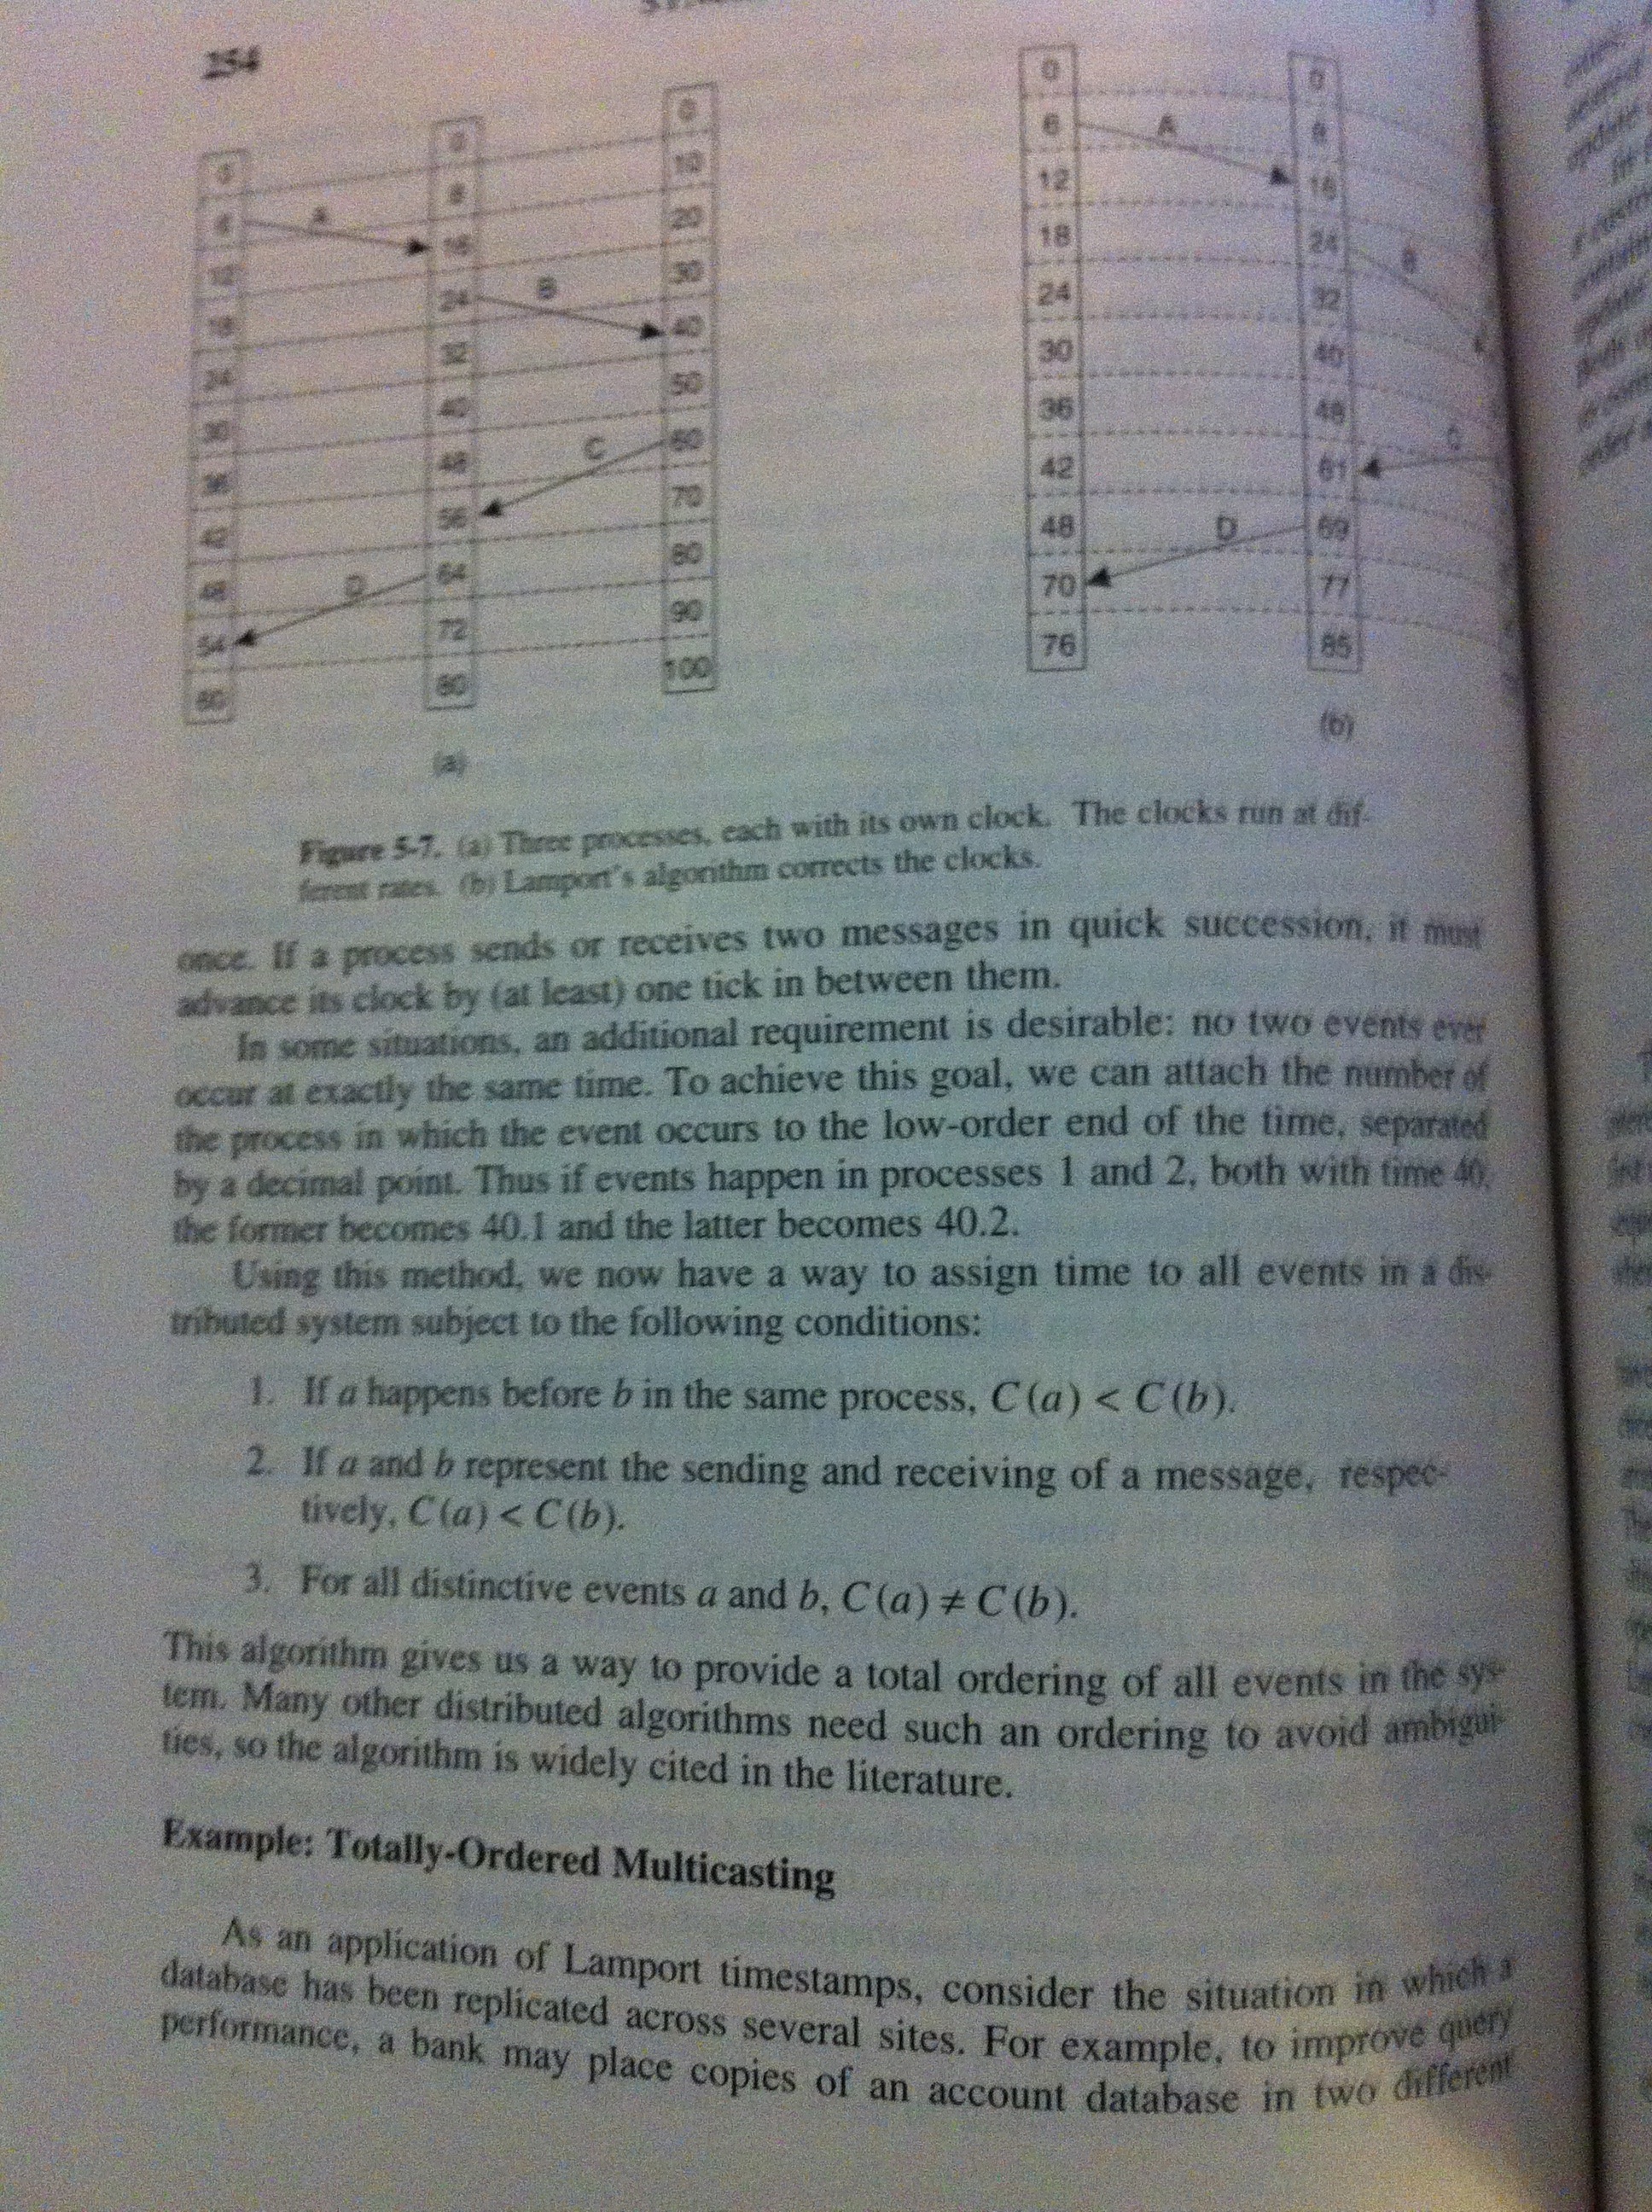 254
0
6
12
18
24
30
36
42
48
54
60
A
0
8
16
24
32
40
48
56
64
72
80
B
C
D
0
10
20
30
40
50
60
70
80
90
100
(a)
0
6
12
18
24
30
36
42
48
70
76
A
D
0
8
16
24
32
40
48
61
69
77
85
B
C
(b)
Figure 5-7. (a) Three processes, each with its own clock. The clocks run at dif-
ferent rates. (b) Lamport's algorithm corrects the clocks.
once. If a process sends or receives two messages in quick succession, it must
advance its clock by (at least) one tick in between them.
In some situations, an additional requirement is desirable: no two events ever
occur at exactly the same time. To achieve this goal, we can attach the number of
the process in which the event occurs to the low-order end of the time, separated
by a decimal point. Thus if events happen in processes 1 and 2, both with time 40,
the former becomes 40.1 and the latter becomes 40.2.
Using this method, we now have a way to assign time to all events in a dis-
tributed system subject to the following conditions:
1. If a happens before b in the same process, C(a) < C(b).
2. If a and b represent the sending and receiving of a message, respec-
tively, C(a) < C(b).
3. For all distinctive events a and b, C(a) ≠ C(b).
This algorithm gives us a way to provide a total ordering of all events in the sys-
tem. Many other distributed algorithms need such an ordering to avoid ambigui-
ties, so the algorithm is widely cited in the literature.
Example: Totally-Ordered Multicasting
As an application of Lamport timestamps, consider the situation in which a
database has been replicated across several sites. For example, to improve query
performance, a bank may place copies of an account database in two different